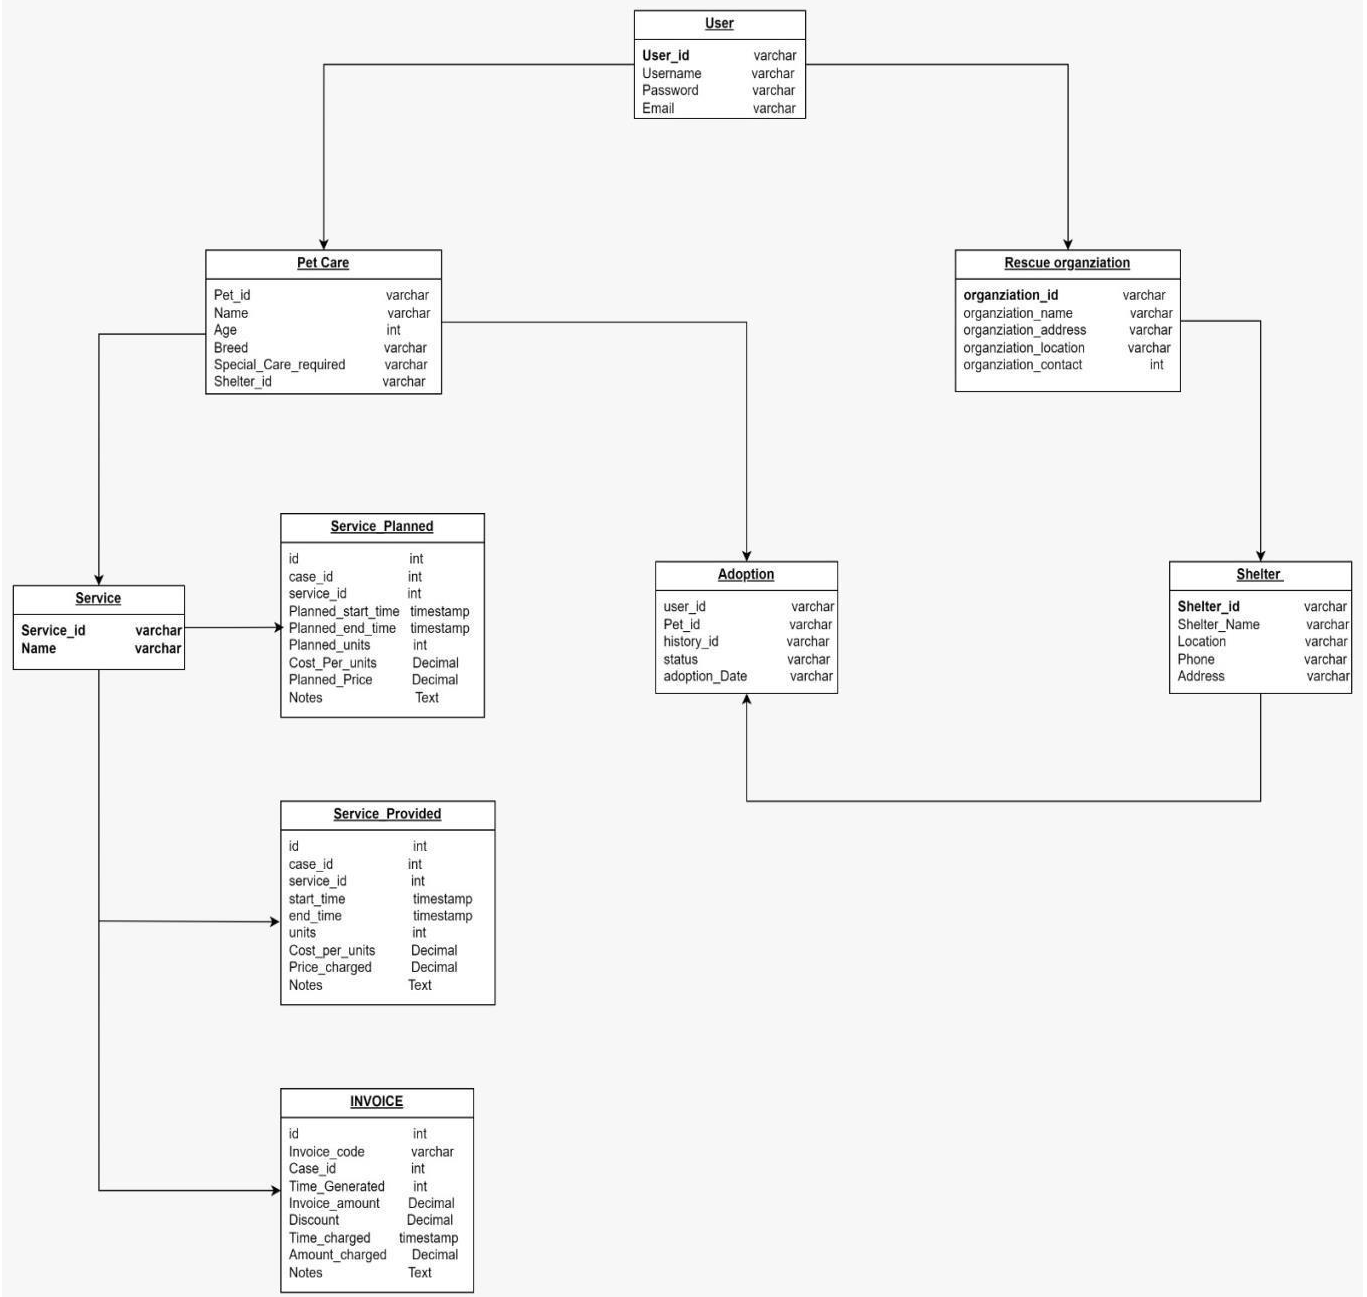 User
User_id varchar
Username varchar
Password varchar
Email varchar
Pet Care
Pet_id varchar
Name varchar
Age int
Breed varchar
Special_Care_required varchar
Shelter_id varchar
Rescue organziation
organziation_id varchar
organziation_name varchar
organziation_address varchar
organziation_location varchar
organziation_contact int
Service
Service_id varchar
Name varchar
Service_Planned
id int
case_id int
service_id int
Planned_start_time timestamp
Planned_end_time timestamp
Planned_units int
Cost_Per_units Decimal
Planned_Price Decimal
Notes Text
Adoption
user_id varchar
Pet_id varchar
history_id varchar
status varchar
adoption_Date varchar
Shelter
Shelter_id varchar
Shelter_Name varchar
Location varchar
Phone varchar
Address varchar
Service_Provided
id int
case_id int
service_id int
start_time timestamp
end_time timestamp
units int
Cost_per_units Decimal
Price_charged Decimal
Notes Text
INVOICE
id int
Invoice_code varchar
Case_id int
Time_Generated int
Invoice_amount Decimal
Discount Decimal
Time_charged timestamp
Amount_charged Decimal
Notes Text